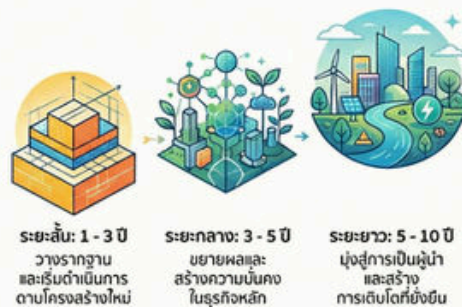 ระยะสั้น: 1 - 3 ปี
วางรากฐาน
และเริ่มดำเนินการ
ตามโครงสร้างใหม่
ระยะกลาง: 3 - 5 ปี
ขยายผลและ
สร้างความมั่นคง
ในธุรกิจหลัก
ระยะยาว: 5 - 10 ปี
มุ่งสู่การเป็นผู้นำ
และสร้าง
การเติบโตที่ยั่งยืน